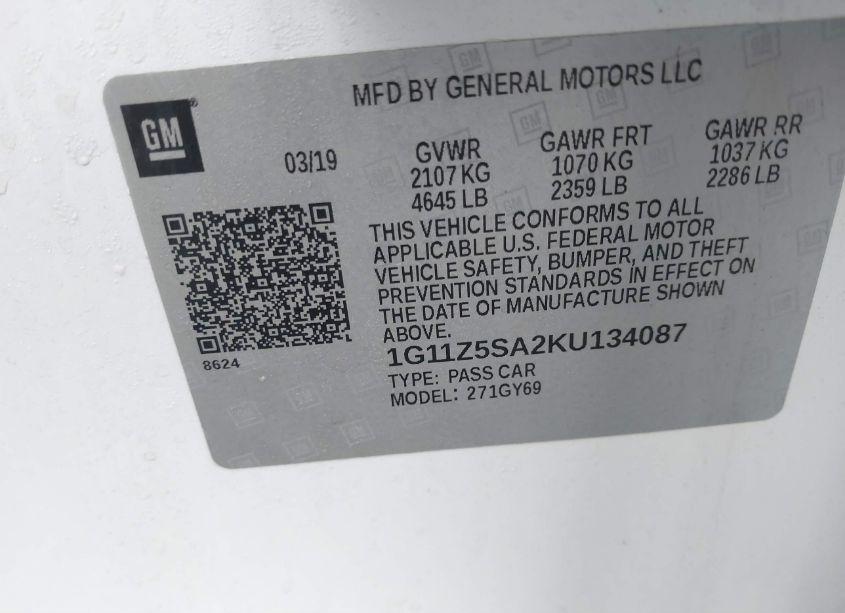 MFD BY GENERAL MOTORS LLC
GM®
03/19
GVWR
2107 KG
4645 LB
GAWR FRT
1070 KG
2359 LB
GAWR RR
1037 KG
2286 LB
THIS VEHICLE CONFORMS TO ALL
APPLICABLE U.S. FEDERAL MOTOR
VEHICLE SAFETY, BUMPER, AND THEFT
PREVENTION STANDARDS IN EFFECT ON
THE DATE OF MANUFACTURE SHOWN
ABOVE.
8624
1G11Z5SA2KU134087
TYPE: PASS CAR
MODEL: 271GY69